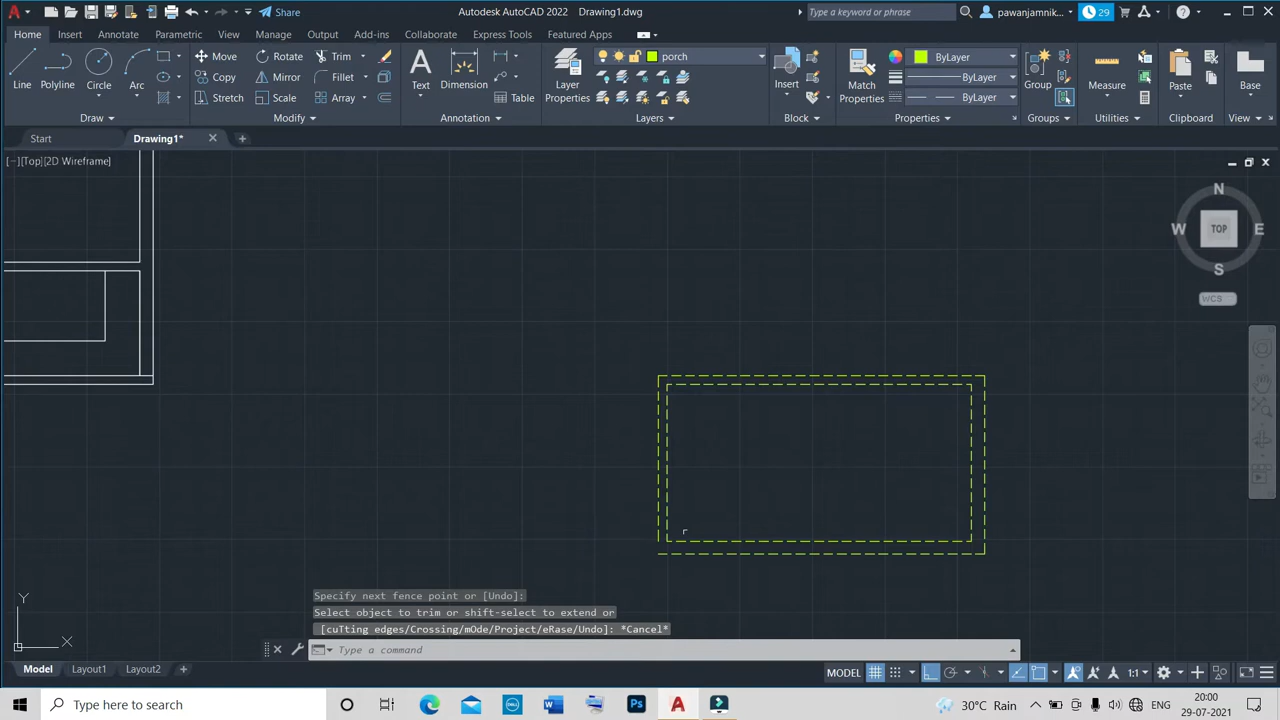 Share
Autodesk AutoCAD 2022 Drawing1.dwg
Type a keyword or phrase
pawanjamnik...
29
Home Insert Annotate Parametric View Manage Output Add-ins Collaborate Express Tools Featured Apps
Line Polyline Circle Arc
Move Rotate Trim
Copy Mirror Fillet
Stretch Scale Array
Text Dimension Table
Layer Properties
porch
Insert
Match Properties
ByLayer
ByLayer
ByLayer
Group
Measure
Paste
Base
Draw Modify Annotation Layers Block Properties Groups Utilities Clipboard View
Start Drawing1*
[−][Top][2D Wireframe]
N
W TOP E
S
WCS
Specify next fence point or [Undo]:
Select object to trim or shift-select to extend or
[cuTting edges/Crossing/mOde/Project/eRase/Undo]: *Cancel*
Y
X
Type a command
Model Layout1 Layout2
MODEL 1:1
Type here to search
Ps
30°C Rain
ENG
20:00
29-07-2021